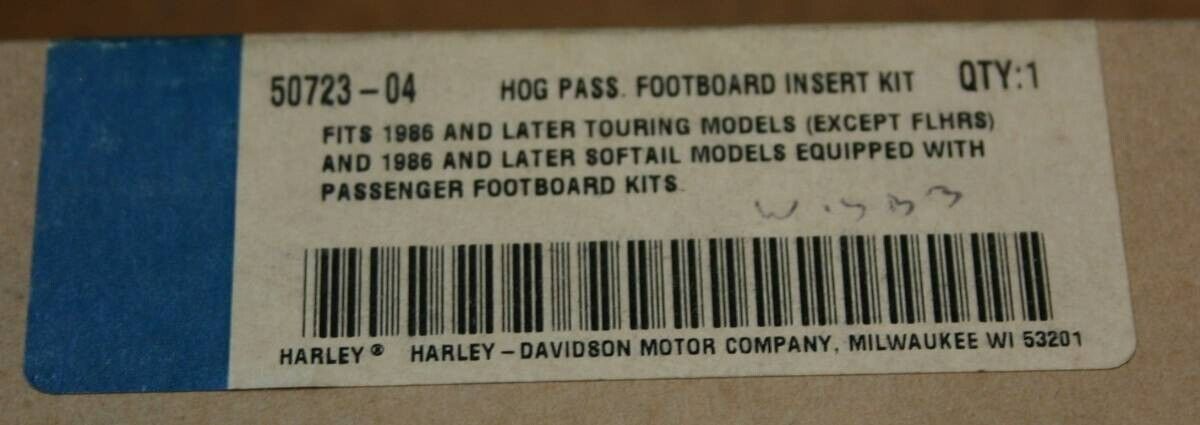 50723-04 HOG PASS. FOOTBOARD INSERT KIT QTY:1
FITS 1986 AND LATER TOURING MODELS (EXCEPT FLHRS)
AND 1986 AND LATER SOFTAIL MODELS EQUIPPED WITH
PASSENGER FOOTBOARD KITS.
HARLEY® HARLEY-DAVIDSON MOTOR COMPANY, MILWAUKEE WI 53201